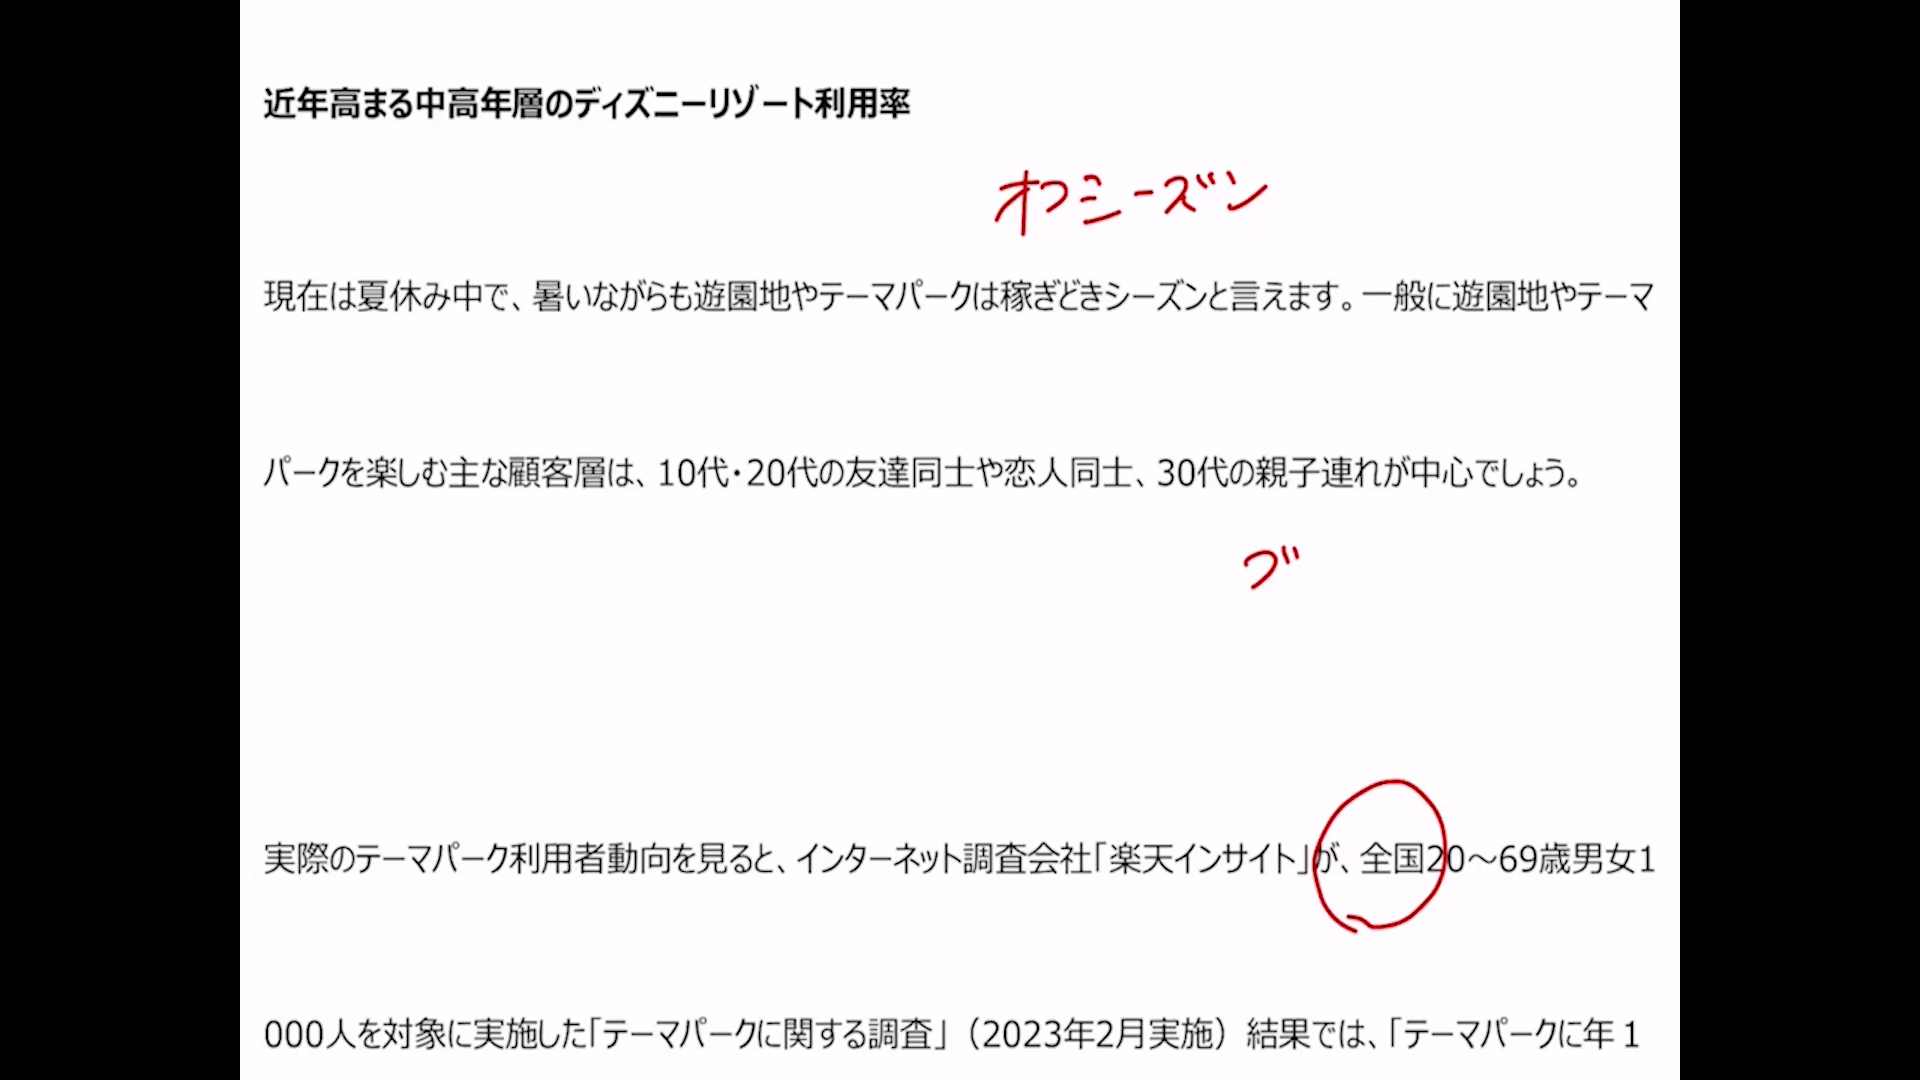 近年高まる中高年層のディズニーリゾート利用率
オフシーズン
現在は夏休み中で、暑いながらも遊園地やテーマパークは稼ぎどきシーズンと言えます。一般に遊園地やテーマ
パークを楽しむ主な顧客層は、10代・20代の友達同士や恋人同士、30代の親子連れが中心でしょう。
づ
実際のテーマパーク利用者動向を見ると、インターネット調査会社「楽天インサイト」が、全国20～69歳男女1
000人を対象に実施した「テーマパークに関する調査」（2023年2月実施）結果では、「テーマパークに年１